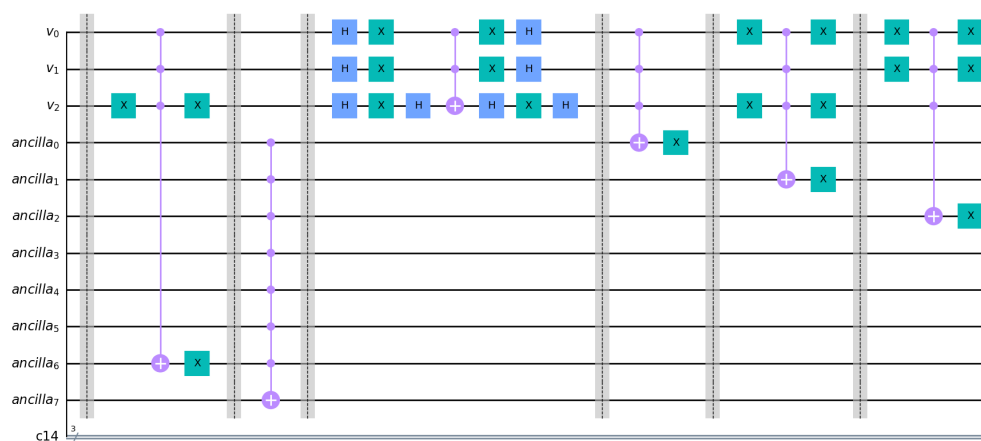 v0 H X X H X X X X
v1 H X X H X X
v2 X X H X H H X H X X
ancilla0 X
ancilla1 X
ancilla2 X
ancilla3
ancilla4
ancilla5
ancilla6 X
ancilla7
3
c14